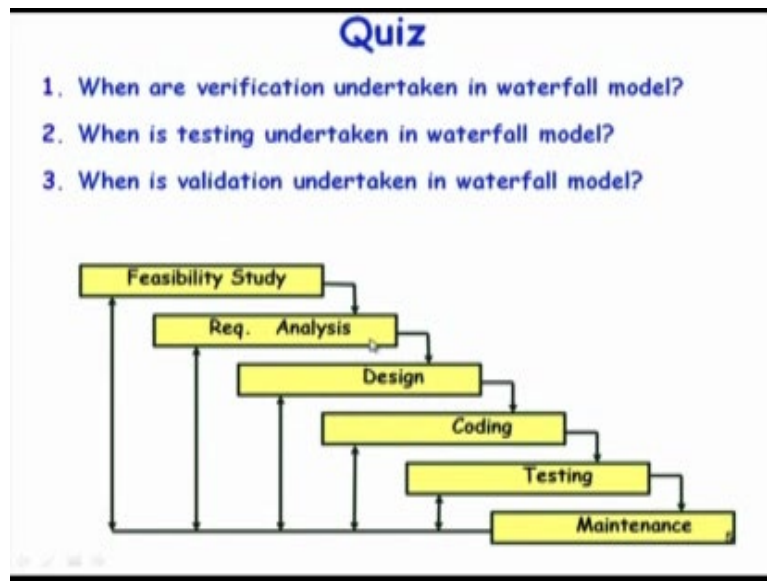 Quiz
1. When are verification undertaken in waterfall model?
2. When is testing undertaken in waterfall model?
3. When is validation undertaken in waterfall model?
Feasibility Study
Req. Analysis
Design
Coding
Testing
Maintenance